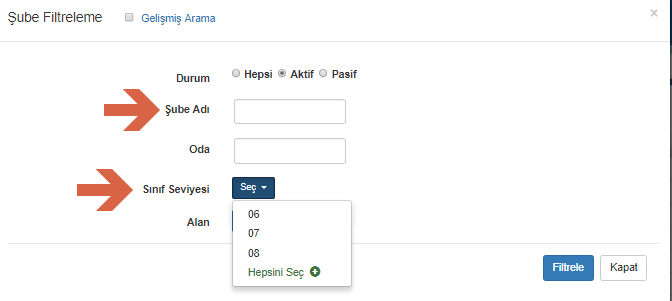 Şube Filtreleme Gelişmiş Arama ×
Durum Hepsi Aktif Pasif
Şube Adı
Oda
Sınıf Seviyesi Seç
Alan
06
07
08
Hepsini Seç
Filtrele Kapat